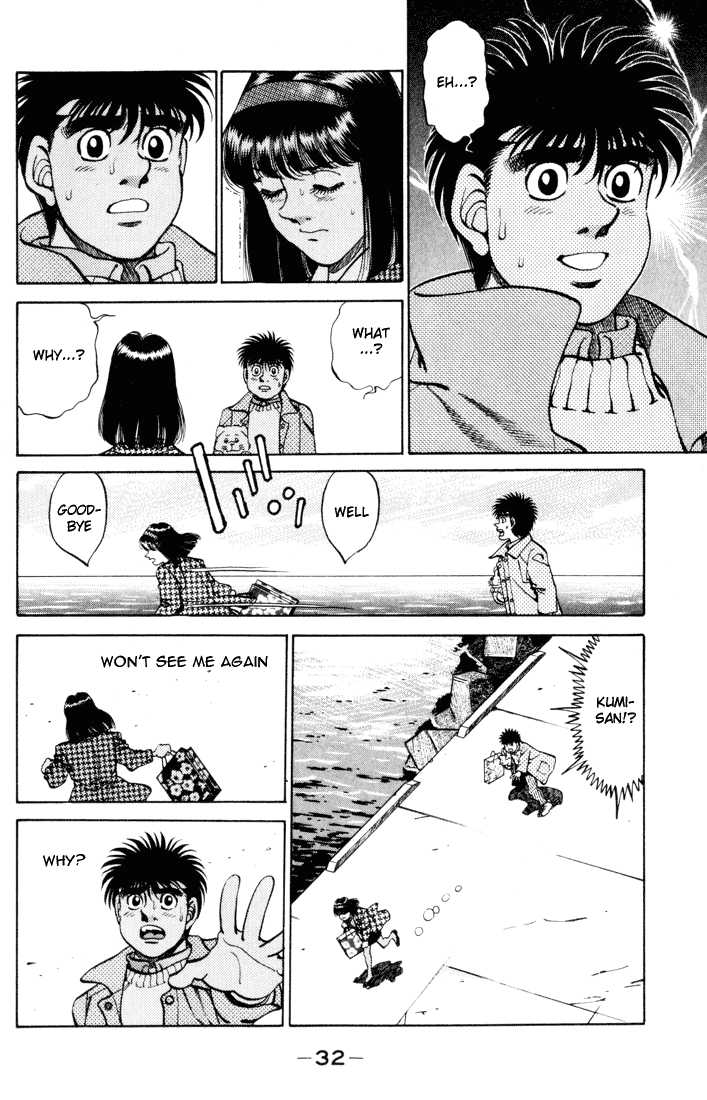 EH...?
WHAT
...?
WHY...?
WELL
GOOD-
BYE
KUMI-
SAN!?
WON'T SEE ME AGAIN
WHY?
—32—